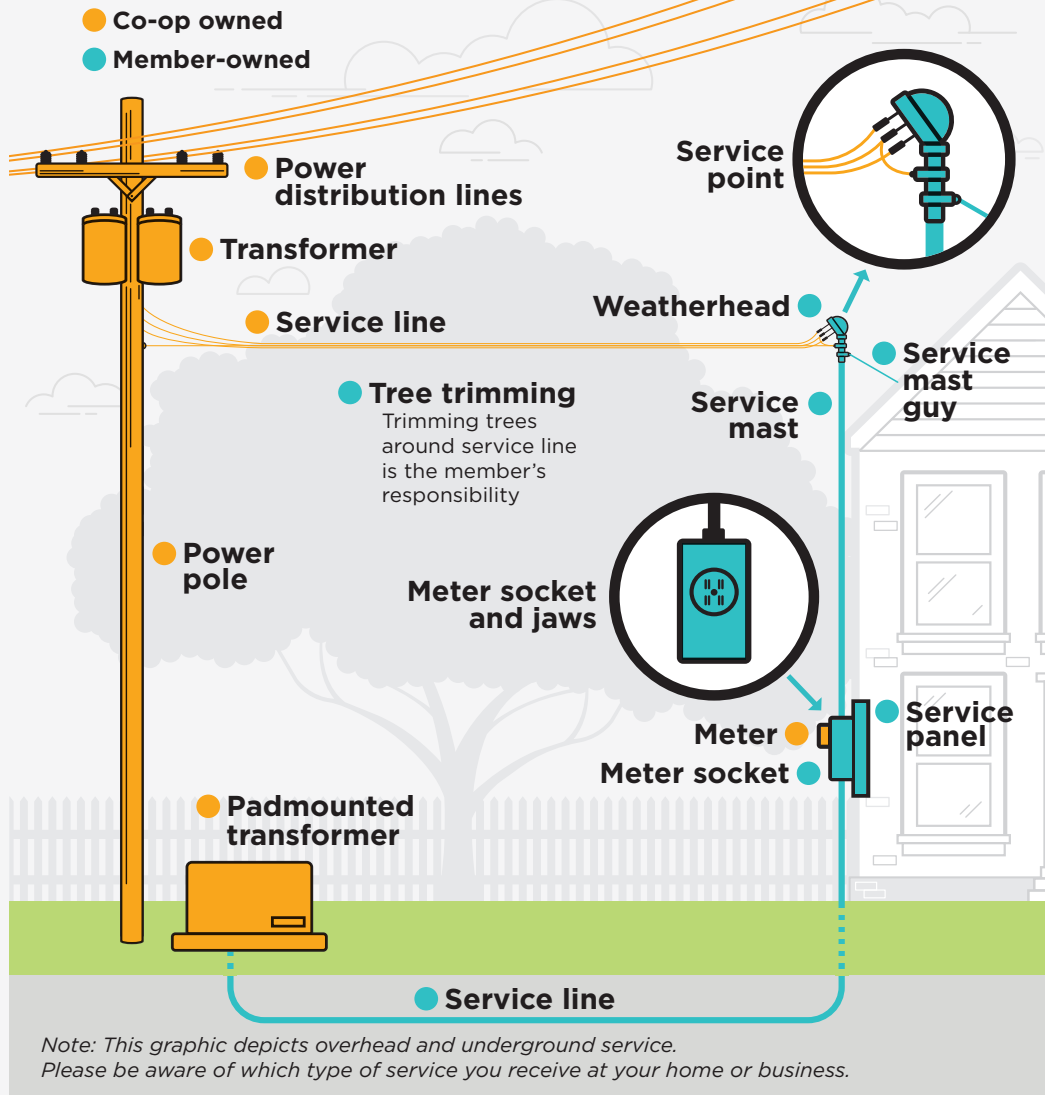 Co-op owned
Member-owned
Service
point
Power
distribution lines
Transformer
Weatherhead
Service line
Service
mast
guy
Tree trimming
Trimming trees
around service line
is the member's
responsibility
Service
mast
Power
pole
Meter socket
and jaws
Service
panel
Meter
Meter socket
Padmounted
transformer
Service line
Note: This graphic depicts overhead and underground service.
Please be aware of which type of service you receive at your home or business.